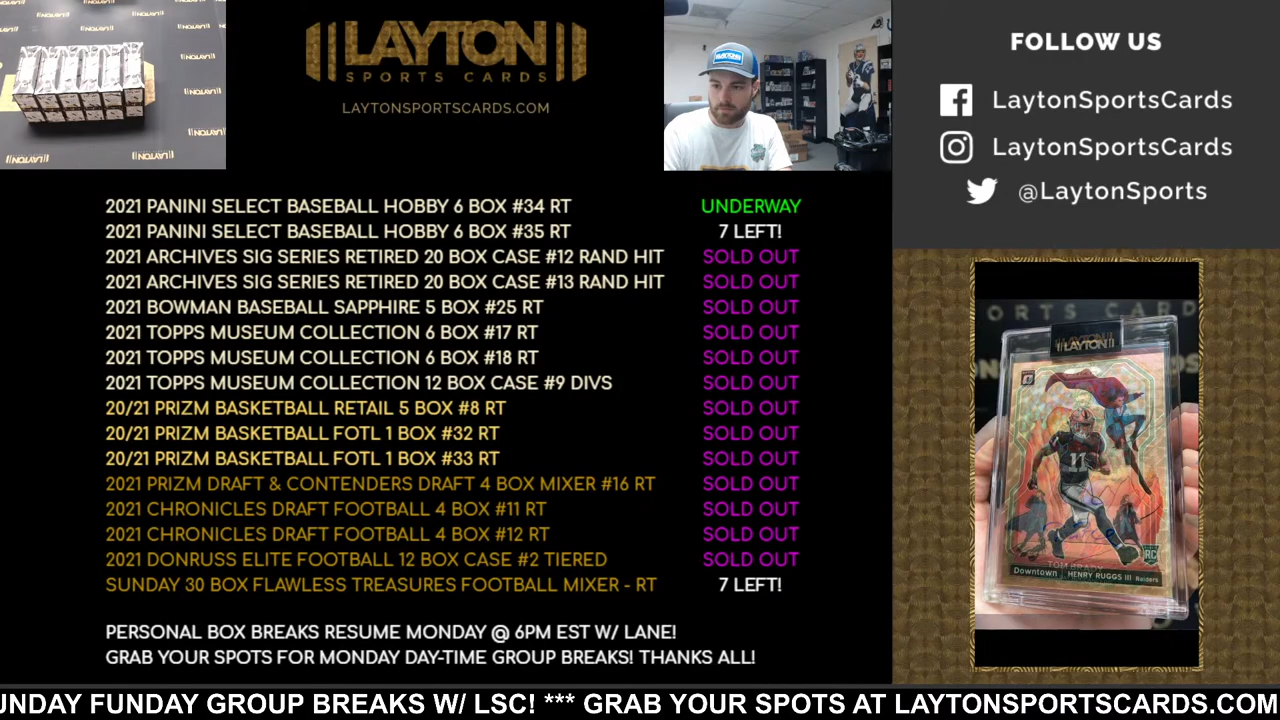 LAYTON
SPORTS CARDS
LAYTONSPORTSCARDS.COM
FOLLOW US
LaytonSportsCards
LaytonSportsCards
@LaytonSports
2021 PANINI SELECT BASEBALL HOBBY 6 BOX #34 RT UNDERWAY
2021 PANINI SELECT BASEBALL HOBBY 6 BOX #35 RT 7 LEFT!
2021 ARCHIVES SIG SERIES RETIRED 20 BOX CASE #12 RAND HIT SOLD OUT
2021 ARCHIVES SIG SERIES RETIRED 20 BOX CASE #13 RAND HIT SOLD OUT
2021 BOWMAN BASEBALL SAPPHIRE 5 BOX #25 RT SOLD OUT
2021 TOPPS MUSEUM COLLECTION 6 BOX #17 RT SOLD OUT
2021 TOPPS MUSEUM COLLECTION 6 BOX #18 RT SOLD OUT
2021 TOPPS MUSEUM COLLECTION 12 BOX CASE #9 DIVS SOLD OUT
20/21 PRIZM BASKETBALL RETAIL 5 BOX #8 RT SOLD OUT
20/21 PRIZM BASKETBALL FOTL 1 BOX #32 RT SOLD OUT
20/21 PRIZM BASKETBALL FOTL 1 BOX #33 RT SOLD OUT
2021 PRIZM DRAFT & CONTENDERS DRAFT 4 BOX MIXER #16 RT SOLD OUT
2021 CHRONICLES DRAFT FOOTBALL 4 BOX #11 RT SOLD OUT
2021 CHRONICLES DRAFT FOOTBALL 4 BOX #12 RT SOLD OUT
2021 DONRUSS ELITE FOOTBALL 12 BOX CASE #2 TIERED SOLD OUT
SUNDAY 30 BOX FLAWLESS TREASURES FOOTBALL MIXER - RT 7 LEFT!
PERSONAL BOX BREAKS RESUME MONDAY @ 6PM EST W/ LANE!
GRAB YOUR SPOTS FOR MONDAY DAY-TIME GROUP BREAKS! THANKS ALL!
ORTS CARD
LAYTON
11
RC
TOM BRADY
Downtown HENRY RUGGS III Raiders
UNDAY FUNDAY GROUP BREAKS W/ LSC! *** GRAB YOUR SPOTS AT LAYTONSPORTSCARDS.COM